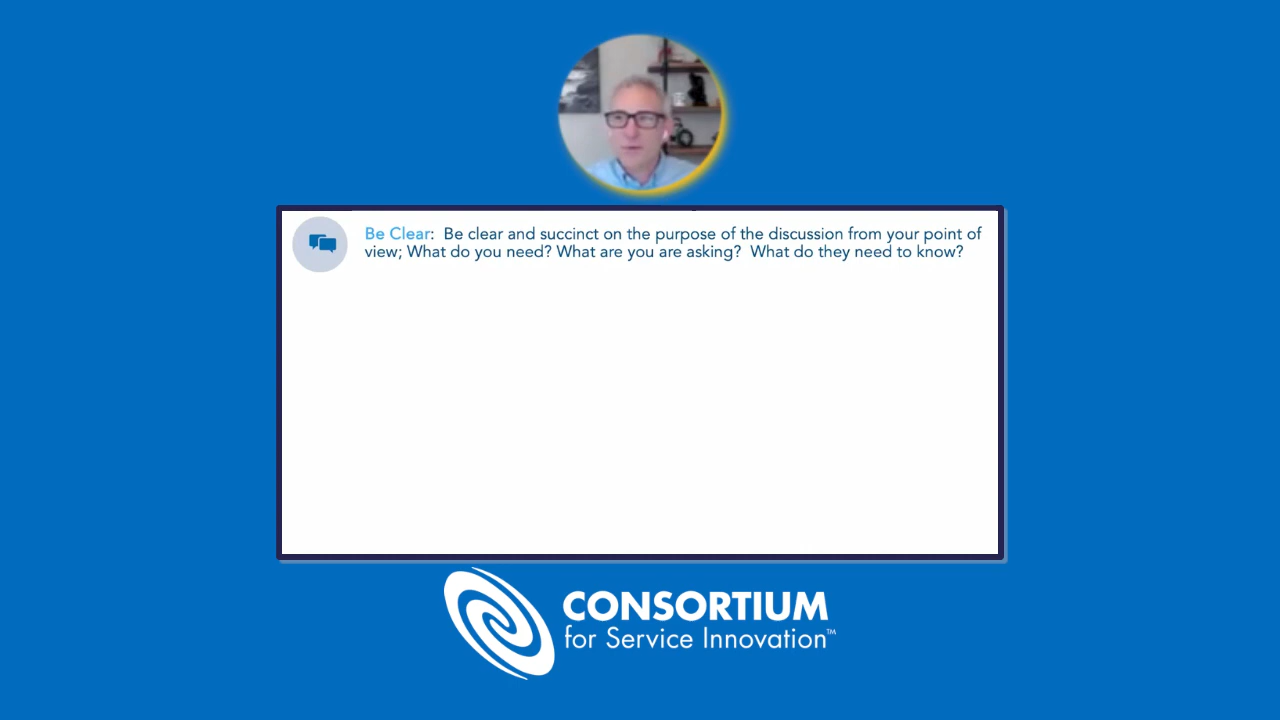 Be Clear:  Be clear and succinct on the purpose of the discussion from your point of
view; What do you need? What are you are asking?  What do they need to know?
CONSORTIUM
for Service Innovation™